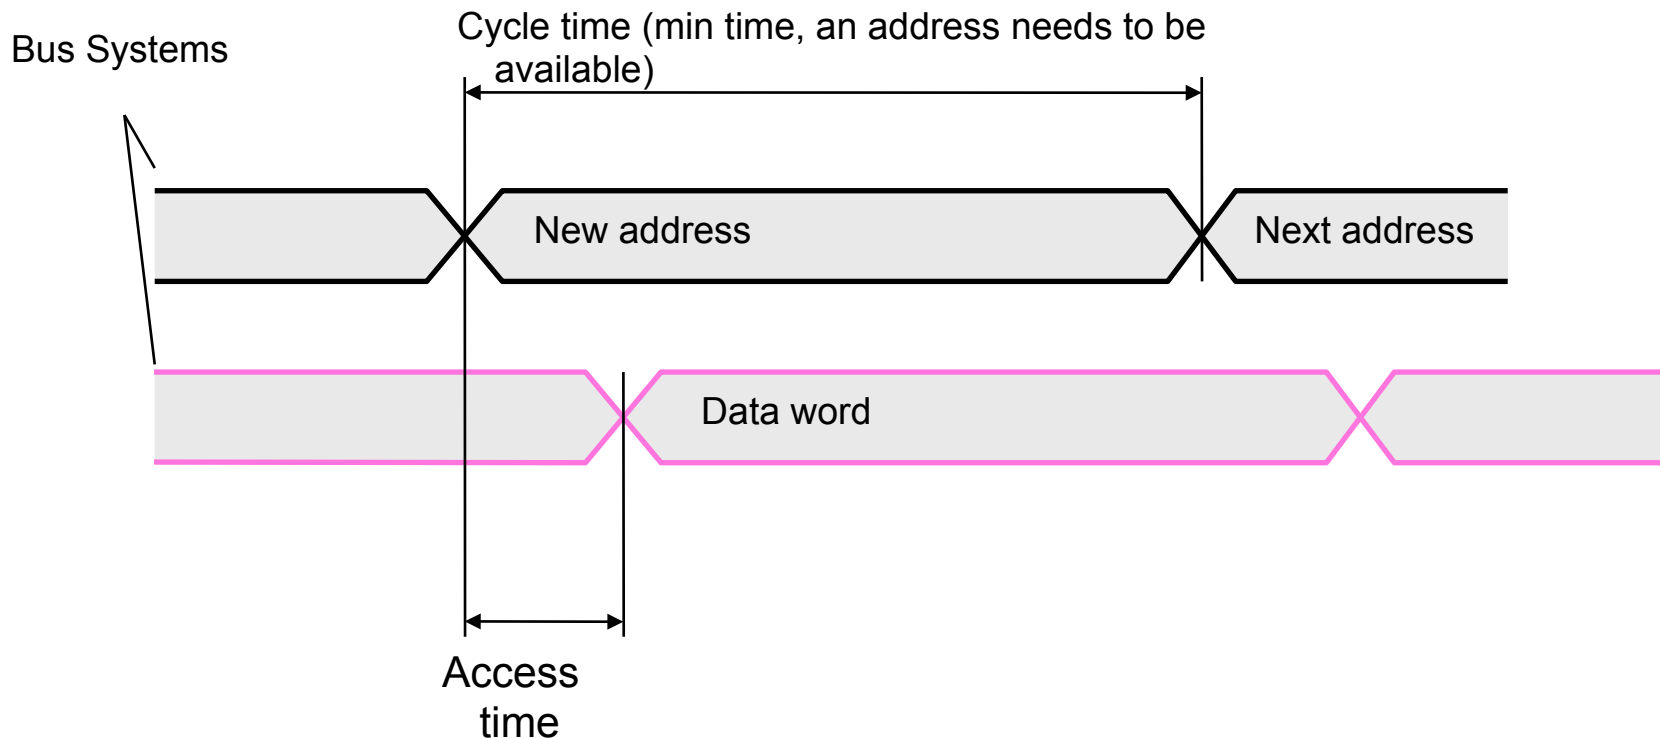 Bus Systems
Cycle time (min time, an address needs to be
available)
New address
Next address
Data word
Access
time